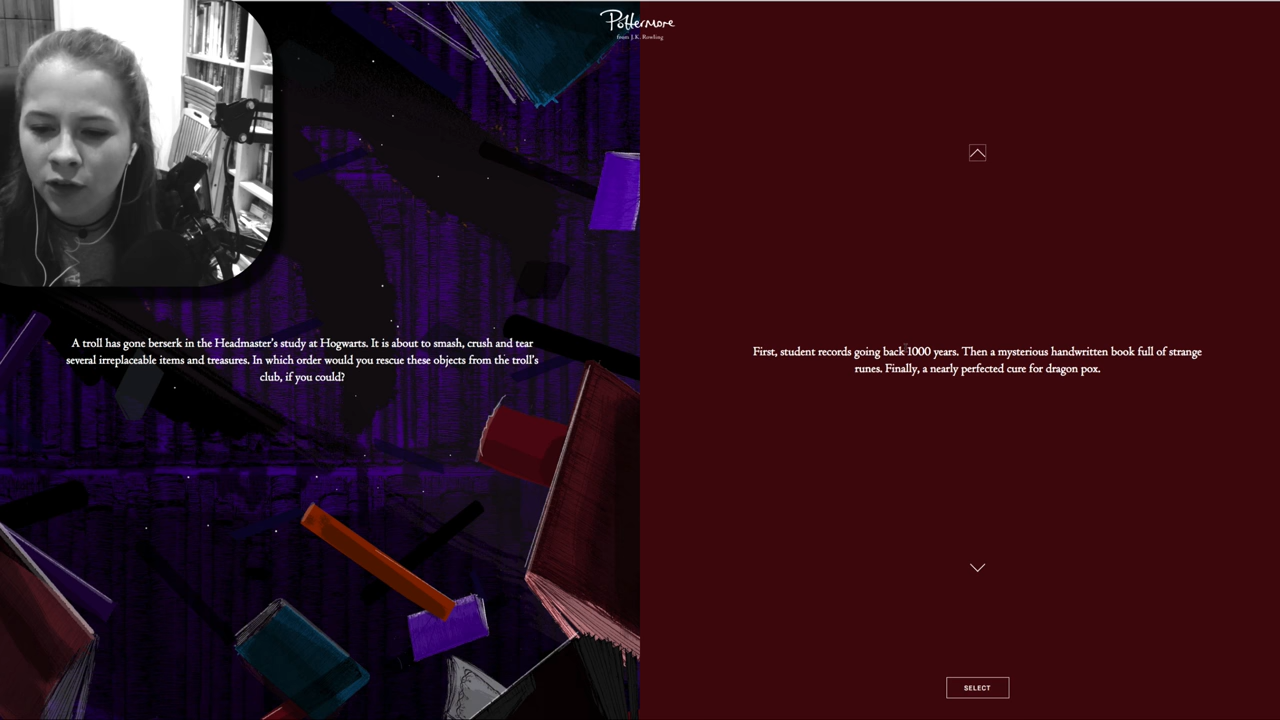 Pottermore
from J.K. Rowling
A troll has gone berserk in the Headmaster's study at Hogwarts. It is about to smash, crush and tear
several irreplaceable items and treasures. In which order would you rescue these objects from the troll's
club, if you could?
First, student records going back 1000 years. Then a mysterious handwritten book full of strange
runes. Finally, a nearly perfected cure for dragon pox.
SELECT